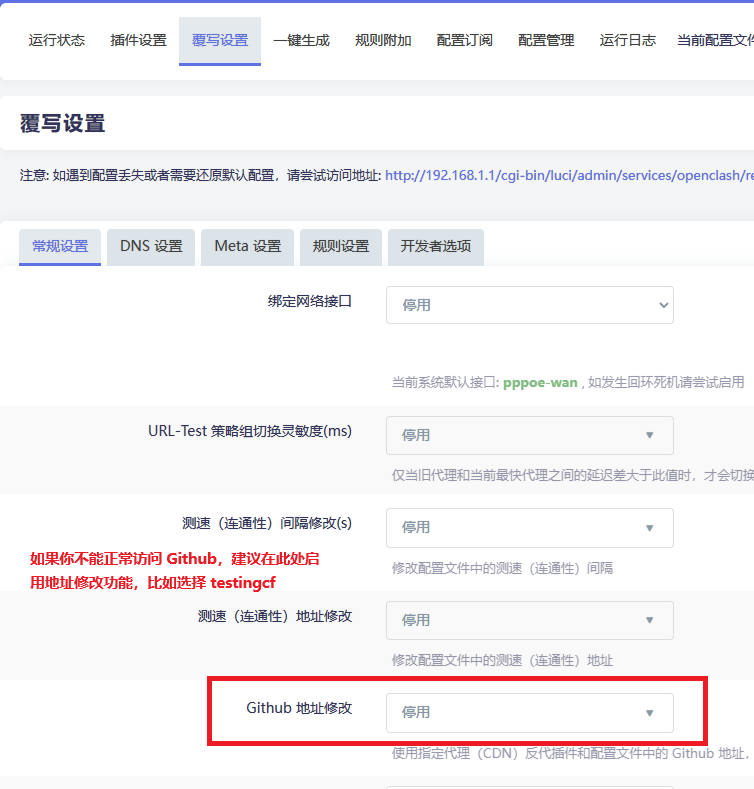 运行状态 插件设置 覆写设置 一键生成 规则附加 配置订阅 配置管理 运行日志 当前配置文件
覆写设置
注意: 如遇到配置丢失或者需要还原默认配置，请尝试访问地址: http://192.168.1.1/cgi-bin/luci/admin/services/openclash/re
常规设置 DNS 设置 Meta 设置 规则设置 开发者选项
绑定网络接口 停用
当前系统默认接口: pppoe-wan , 如发生回环死机请尝试启用
URL-Test 策略组切换灵敏度(ms) 停用
仅当旧代理和当前最快代理之间的延迟差大于此值时，才会切换
测速（连通性）间隔修改(s) 停用
如果你不能正常访问 Github，建议在此处启
用地址修改功能，比如选择 testingcf
修改配置文件中的测速（连通性）间隔
测速（连通性）地址修改 停用
修改配置文件中的测速（连通性）地址
Github 地址修改 停用
使用指定代理（CDN）反代插件和配置文件中的 Github 地址，